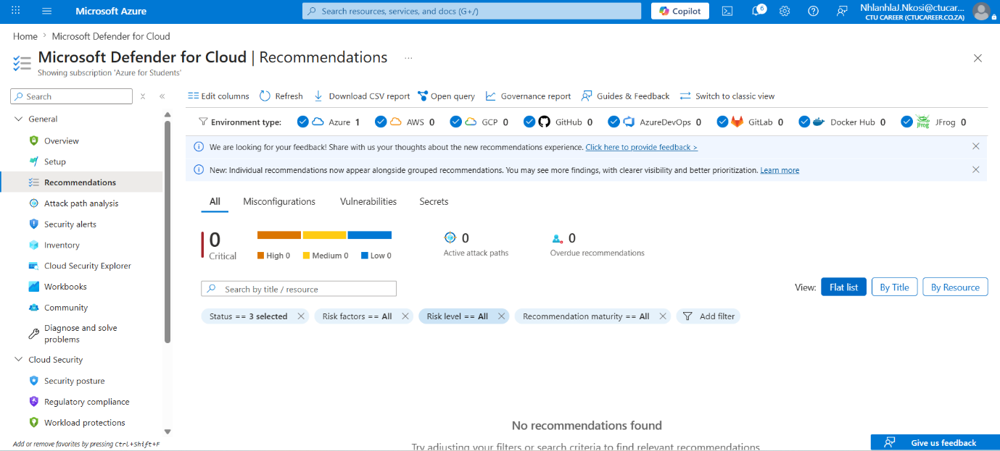 Microsoft Azure
Search resources, services, and docs (G+/)
Copilot
6
NhlanhlaJ.Nkosi@ctucar...
CTU CAREER (CTUCAREER.CO.ZA)
Home > Microsoft Defender for Cloud
Microsoft Defender for Cloud | Recommendations ...
Showing subscription 'Azure for Students'
Search
General
Overview
Setup
Recommendations
Attack path analysis
Security alerts
Inventory
Cloud Security Explorer
Workbooks
Community
Diagnose and solve
problems
Cloud Security
Security posture
Regulatory compliance
Workload protections
Add or remove favorites by pressing Ctrl+Shift+F
Edit columns Refresh Download CSV report Open query Governance report Guides & Feedback Switch to classic view
Environment type: Azure 1 AWS 0 GCP 0 GitHub 0 AzureDevOps 0 GitLab 0 Docker Hub 0 JFrog JFrog 0
We are looking for your feedback! Share with us your thoughts about the new recommendations experience. Click here to provide feedback >
New: Individual recommendations now appear alongside grouped recommendations. You may see more findings, with clearer visibility and better prioritization. Learn more
All Misconfigurations Vulnerabilities Secrets
0
Critical
High 0 Medium 0 Low 0
0
Active attack paths
0
Overdue recommendations
Search by title / resource
View: Flat list By Title By Resource
Status == 3 selected Risk factors == All Risk level == All Recommendation maturity == All Add filter
No recommendations found
Try adjusting your filters or search criteria to find relevant recommendations
Give us feedback